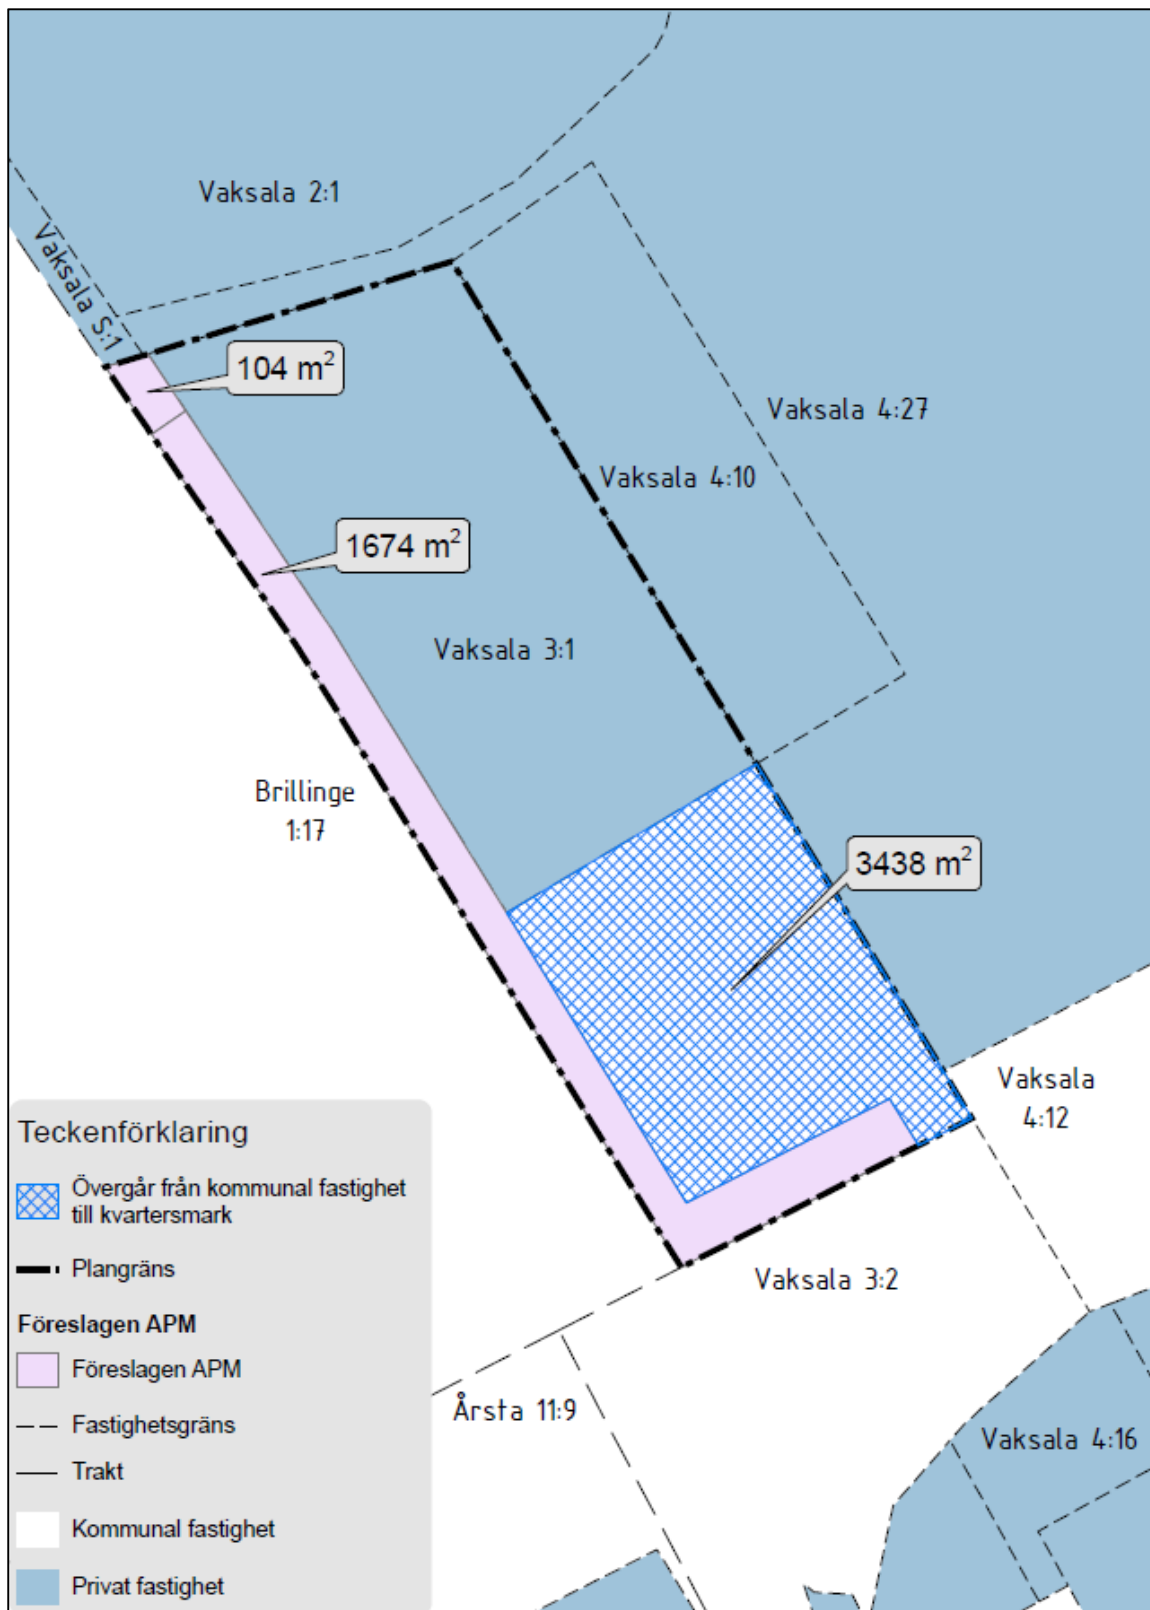 Vaksala 2:1
Vaksala S:1
104 m²
Vaksala 4:27
Vaksala 4:10
1674 m²
Vaksala 3:1
Brillinge
1:17
3438 m²
Vaksala
4:12
Vaksala 3:2
Årsta 11:9
Vaksala 4:16
Teckenförklaring
Övergår från kommunal fastighet
till kvartersmark
Plangräns
Föreslagen APM
Föreslagen APM
Fastighetsgräns
Trakt
Kommunal fastighet
Privat fastighet